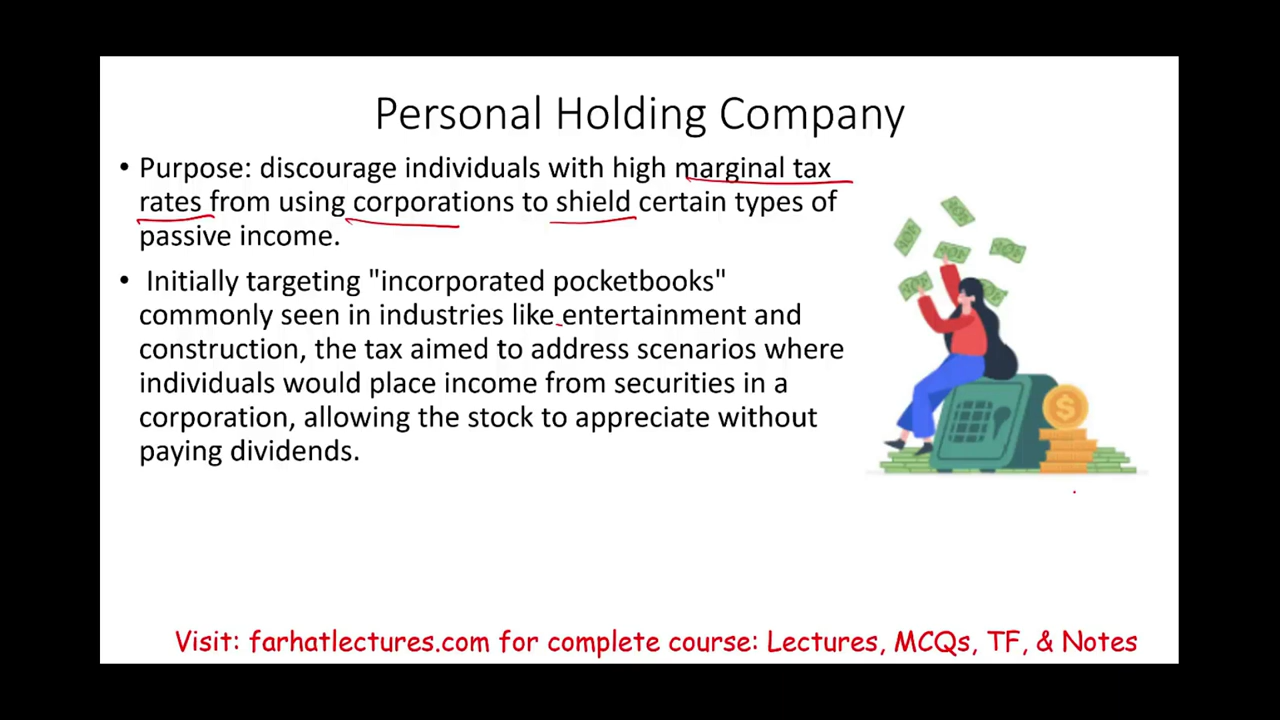 Personal Holding Company
• Purpose: discourage individuals with high marginal tax
rates from using corporations to shield certain types of
passive income.
• Initially targeting "incorporated pocketbooks"
commonly seen in industries like entertainment and
construction, the tax aimed to address scenarios where
individuals would place income from securities in a
corporation, allowing the stock to appreciate without
paying dividends.
Visit: farhatlectures.com for complete course: Lectures, MCQs, TF, & Notes